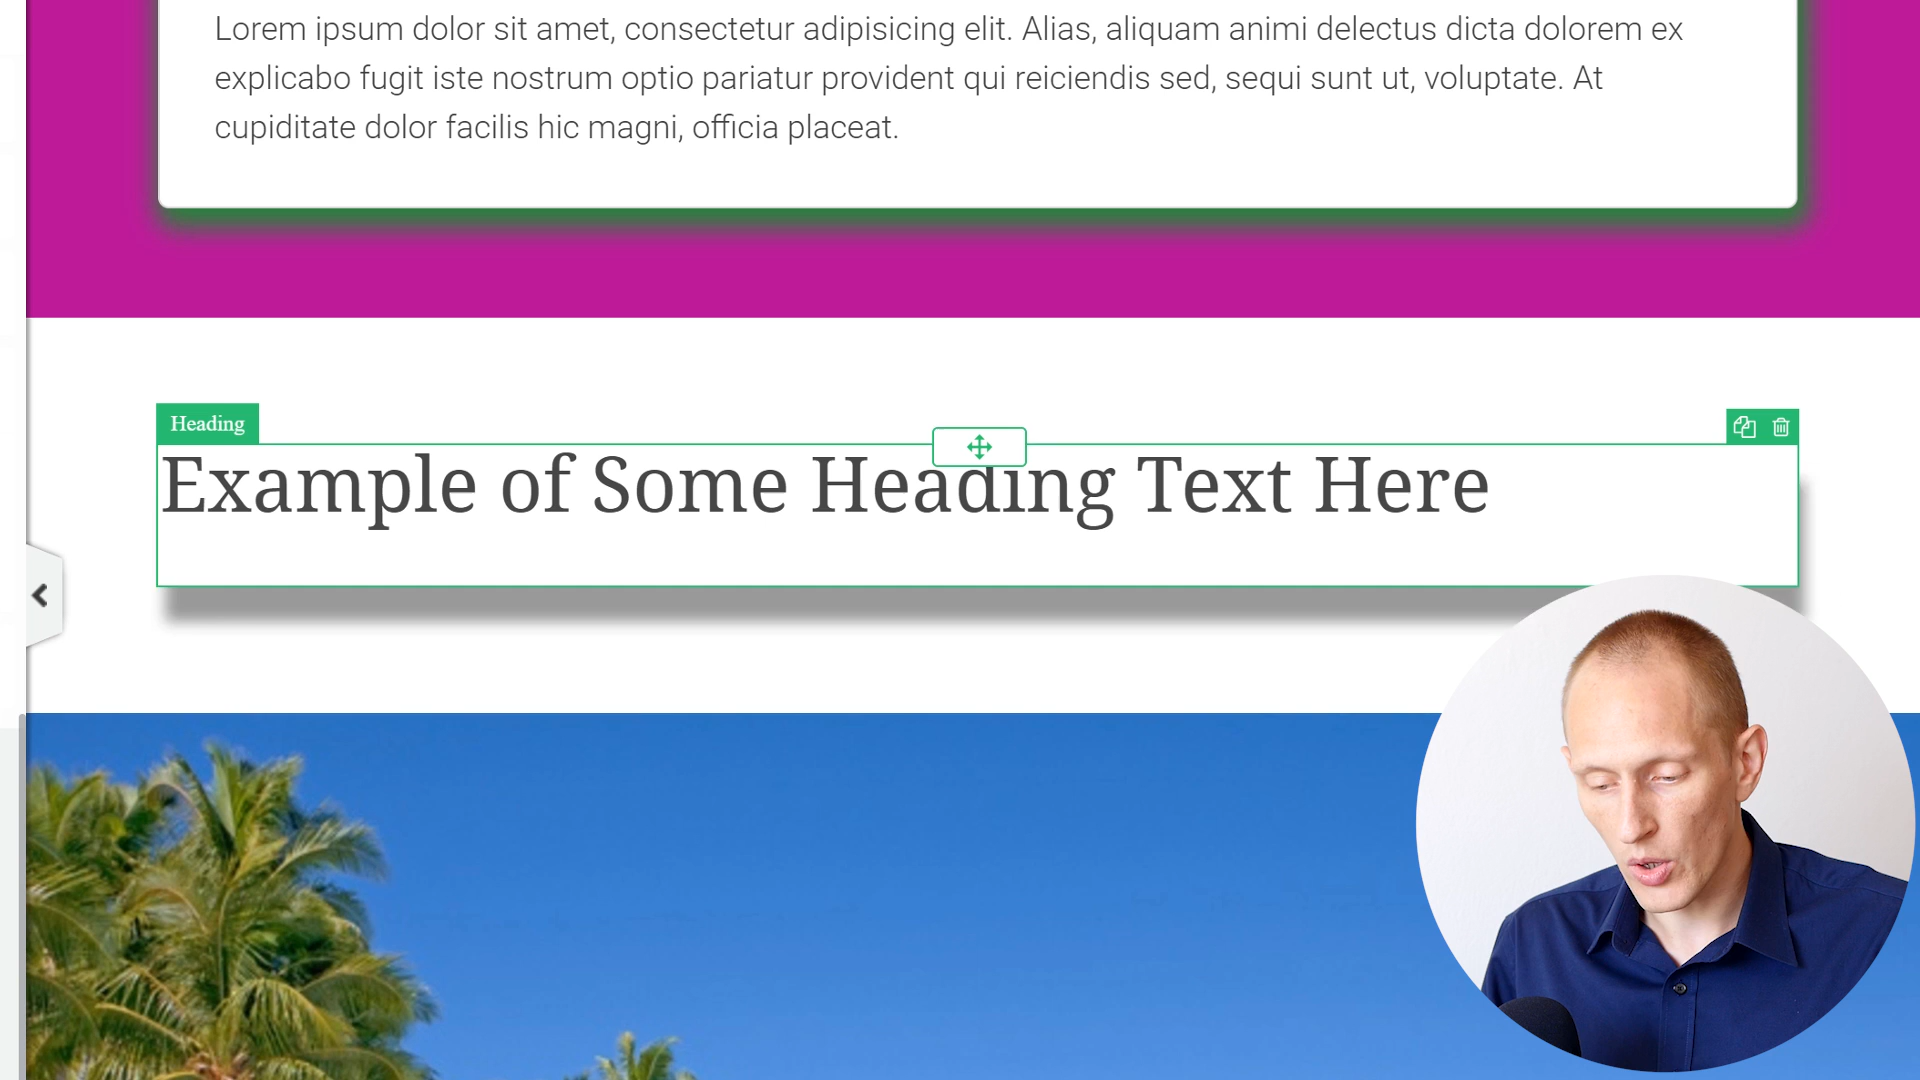 Lorem ipsum dolor sit amet, consectetur adipisicing elit. Alias, aliquam animi delectus dicta dolorem ex
explicabo fugit iste nostrum optio pariatur provident qui reiciendis sed, sequi sunt ut, voluptate. At
cupiditate dolor facilis hic magni, officia placeat.
Heading
Example of Some Heading Text Here